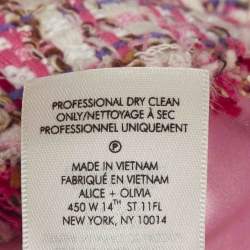 PROFESSIONAL DRY CLEAN
ONLY/NETTOYAGE À SEC
PROFESSIONNEL UNIQUEMENT
P
MADE IN VIETNAM
FABRIQUÉ EN VIETNAM
ALICE + OLIVIA
450 W 14TH ST 11FL
NEW YORK, NY 10014